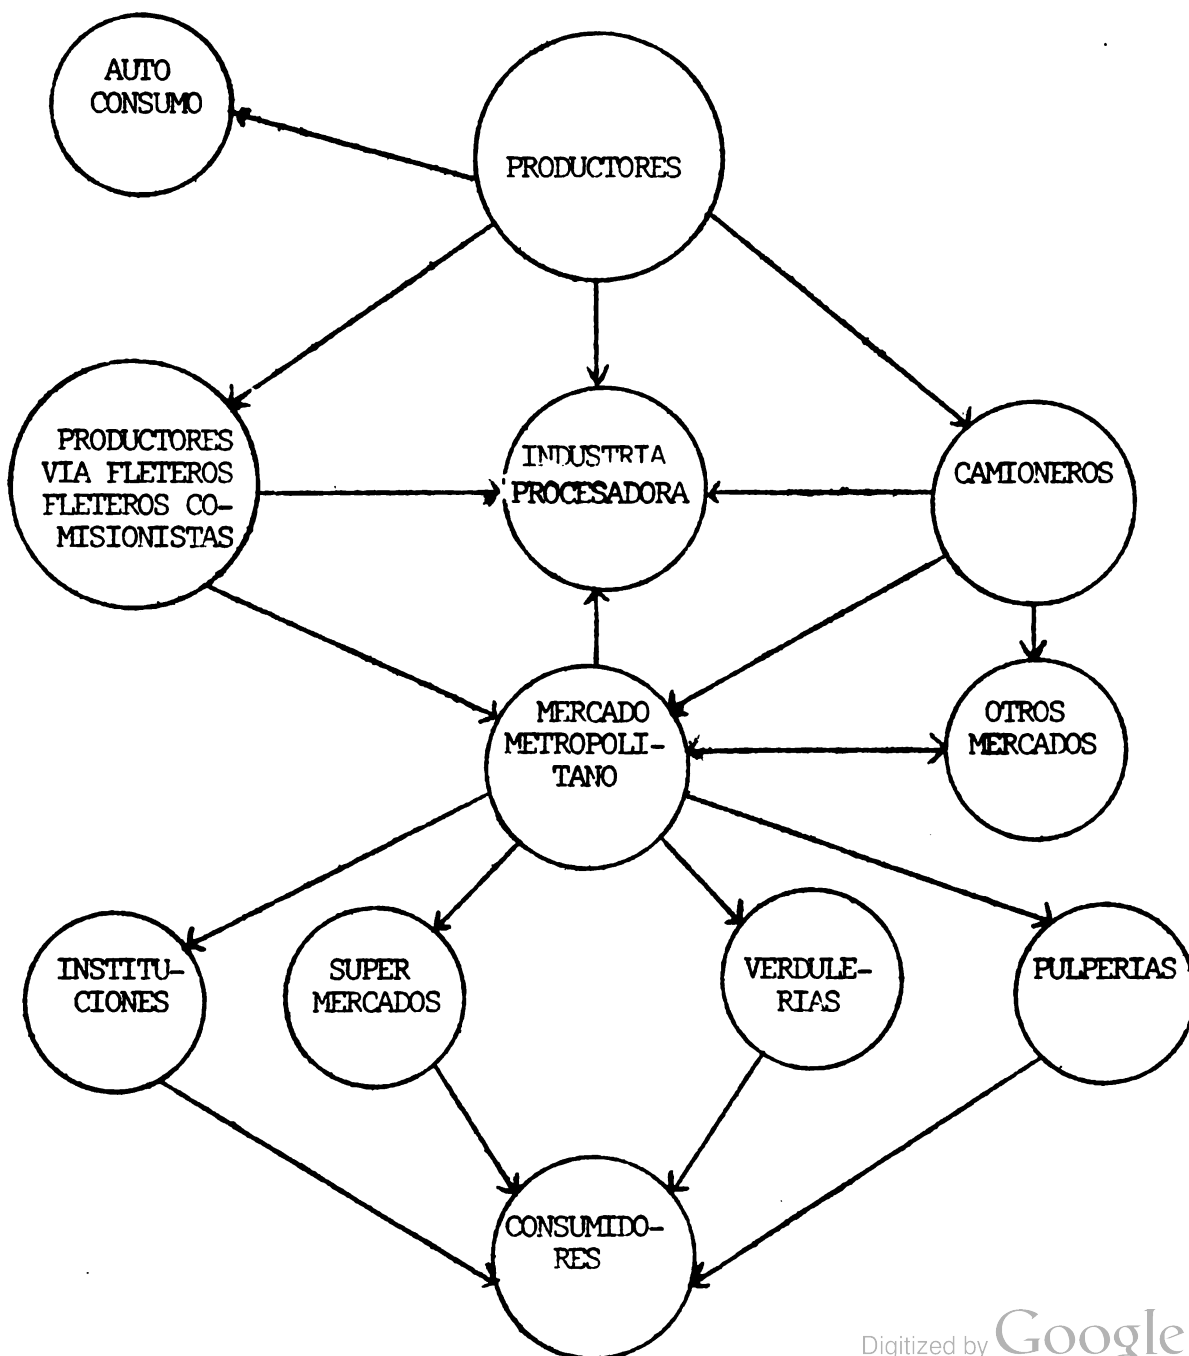 AUTO
CONSUMO
PRODUCTORES
PRODUCTORES
VIA FLETEROS
FLETEROS CO-
MISIONISTAS
INDUSTRIA
PROCESADORA
CAMIONEROS
MERCADO
METROPOLI-
TANO
OTROS
MERCADOS
INSTITU-
CIONES
SUPER
MERCADOS
VERDULE-
RIAS
PULPERIAS
CONSUMIDO-
RES
Digitized by Google